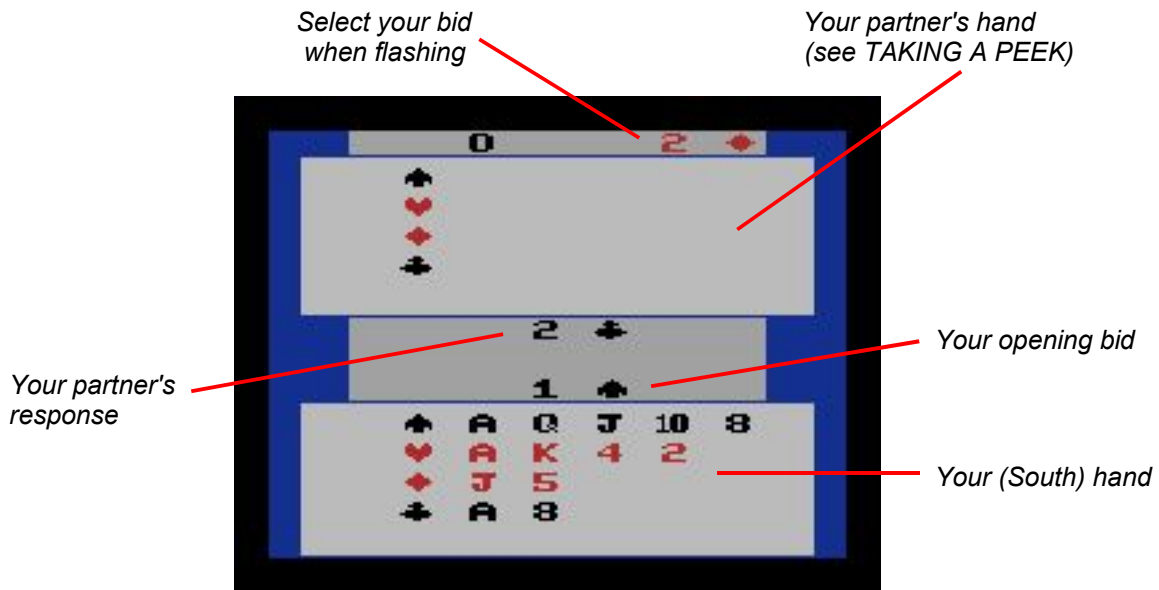 Select your bid
when flashing
Your partner's hand
(see TAKING A PEEK)
0 2 ♦
♠
♥
♦
♣
2 ♣
Your opening bid
1 ♠
Your partner's
response
♠ A Q J 10 8
♥ A K 4 2
♦ J 5
♣ A 8
Your (South) hand